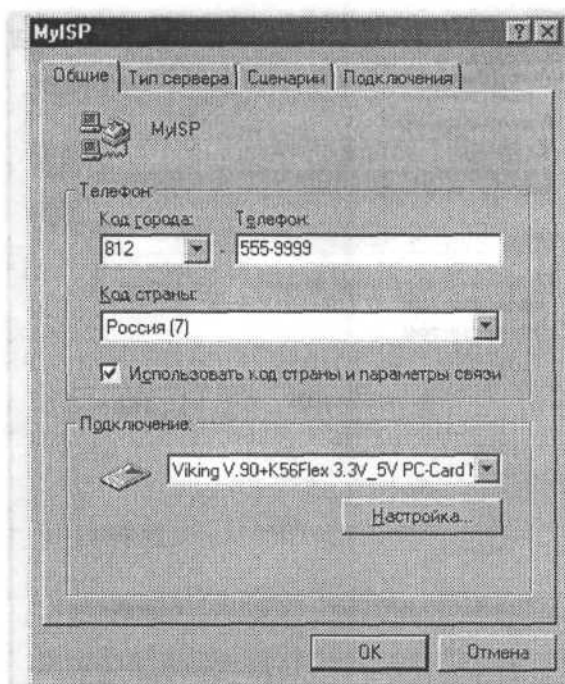 MyISP
Общие Тип сервера Сценарии Подключения
MyISP
Телефон:
Код города: Телефон:
812 - 555-9999
Код страны:
Россия (7)
Использовать код страны и параметры связи
Подключение:
Viking V.90+K56Flex 3.3V_5V PC-Card
Настройка...
OK Отмена